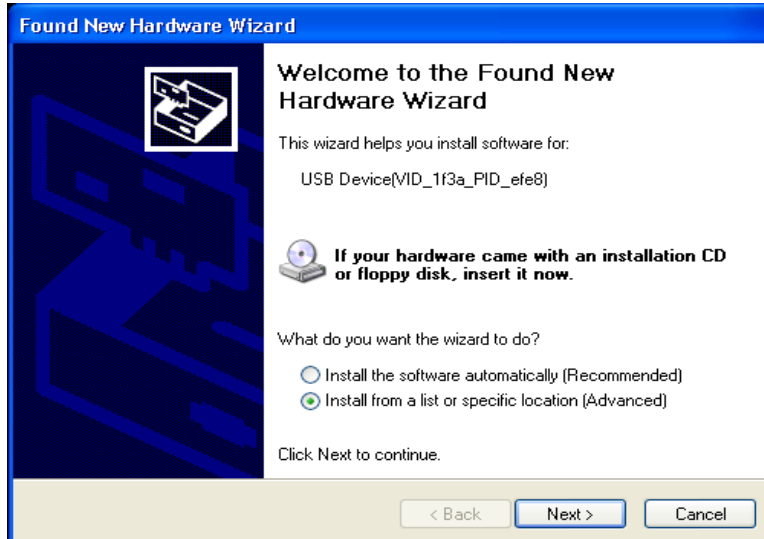 Found New Hardware Wizard
Welcome to the Found New
Hardware Wizard
This wizard helps you install software for:
USB Device(VID_1f3a_PID_efe8)
If your hardware came with an installation CD
or floppy disk, insert it now.
What do you want the wizard to do?
Install the software automatically (Recommended)
Install from a list or specific location (Advanced)
Click Next to continue.
< Back
Next >
Cancel